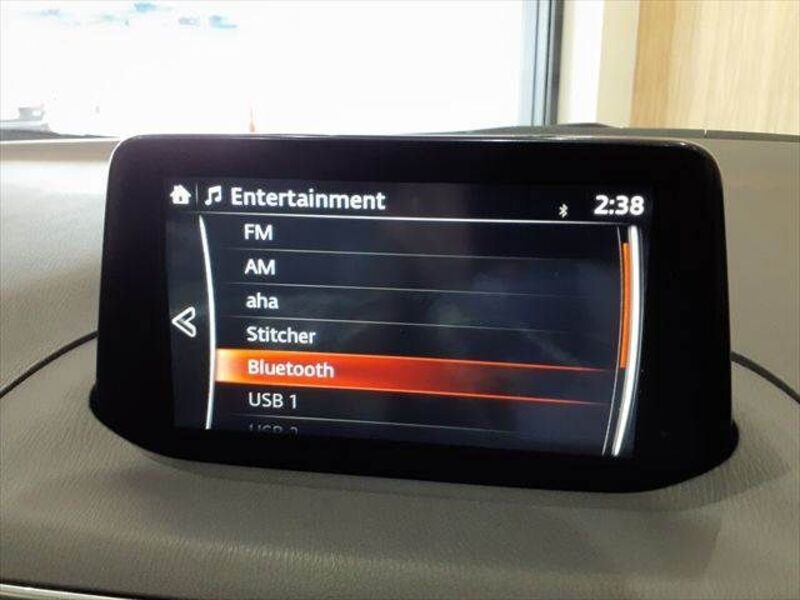 Entertainment 2:38
FM
AM
aha
Stitcher
Bluetooth
USB 1